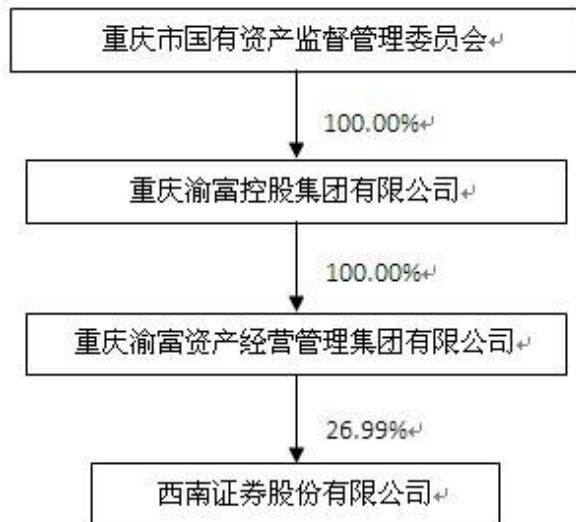 重庆市国有资产监督管理委员会↵
100.00%↵
重庆渝富控股集团有限公司↵
100.00%↵
重庆渝富资产经营管理集团有限公司↵
26.99%↵
西南证券股份有限公司↵